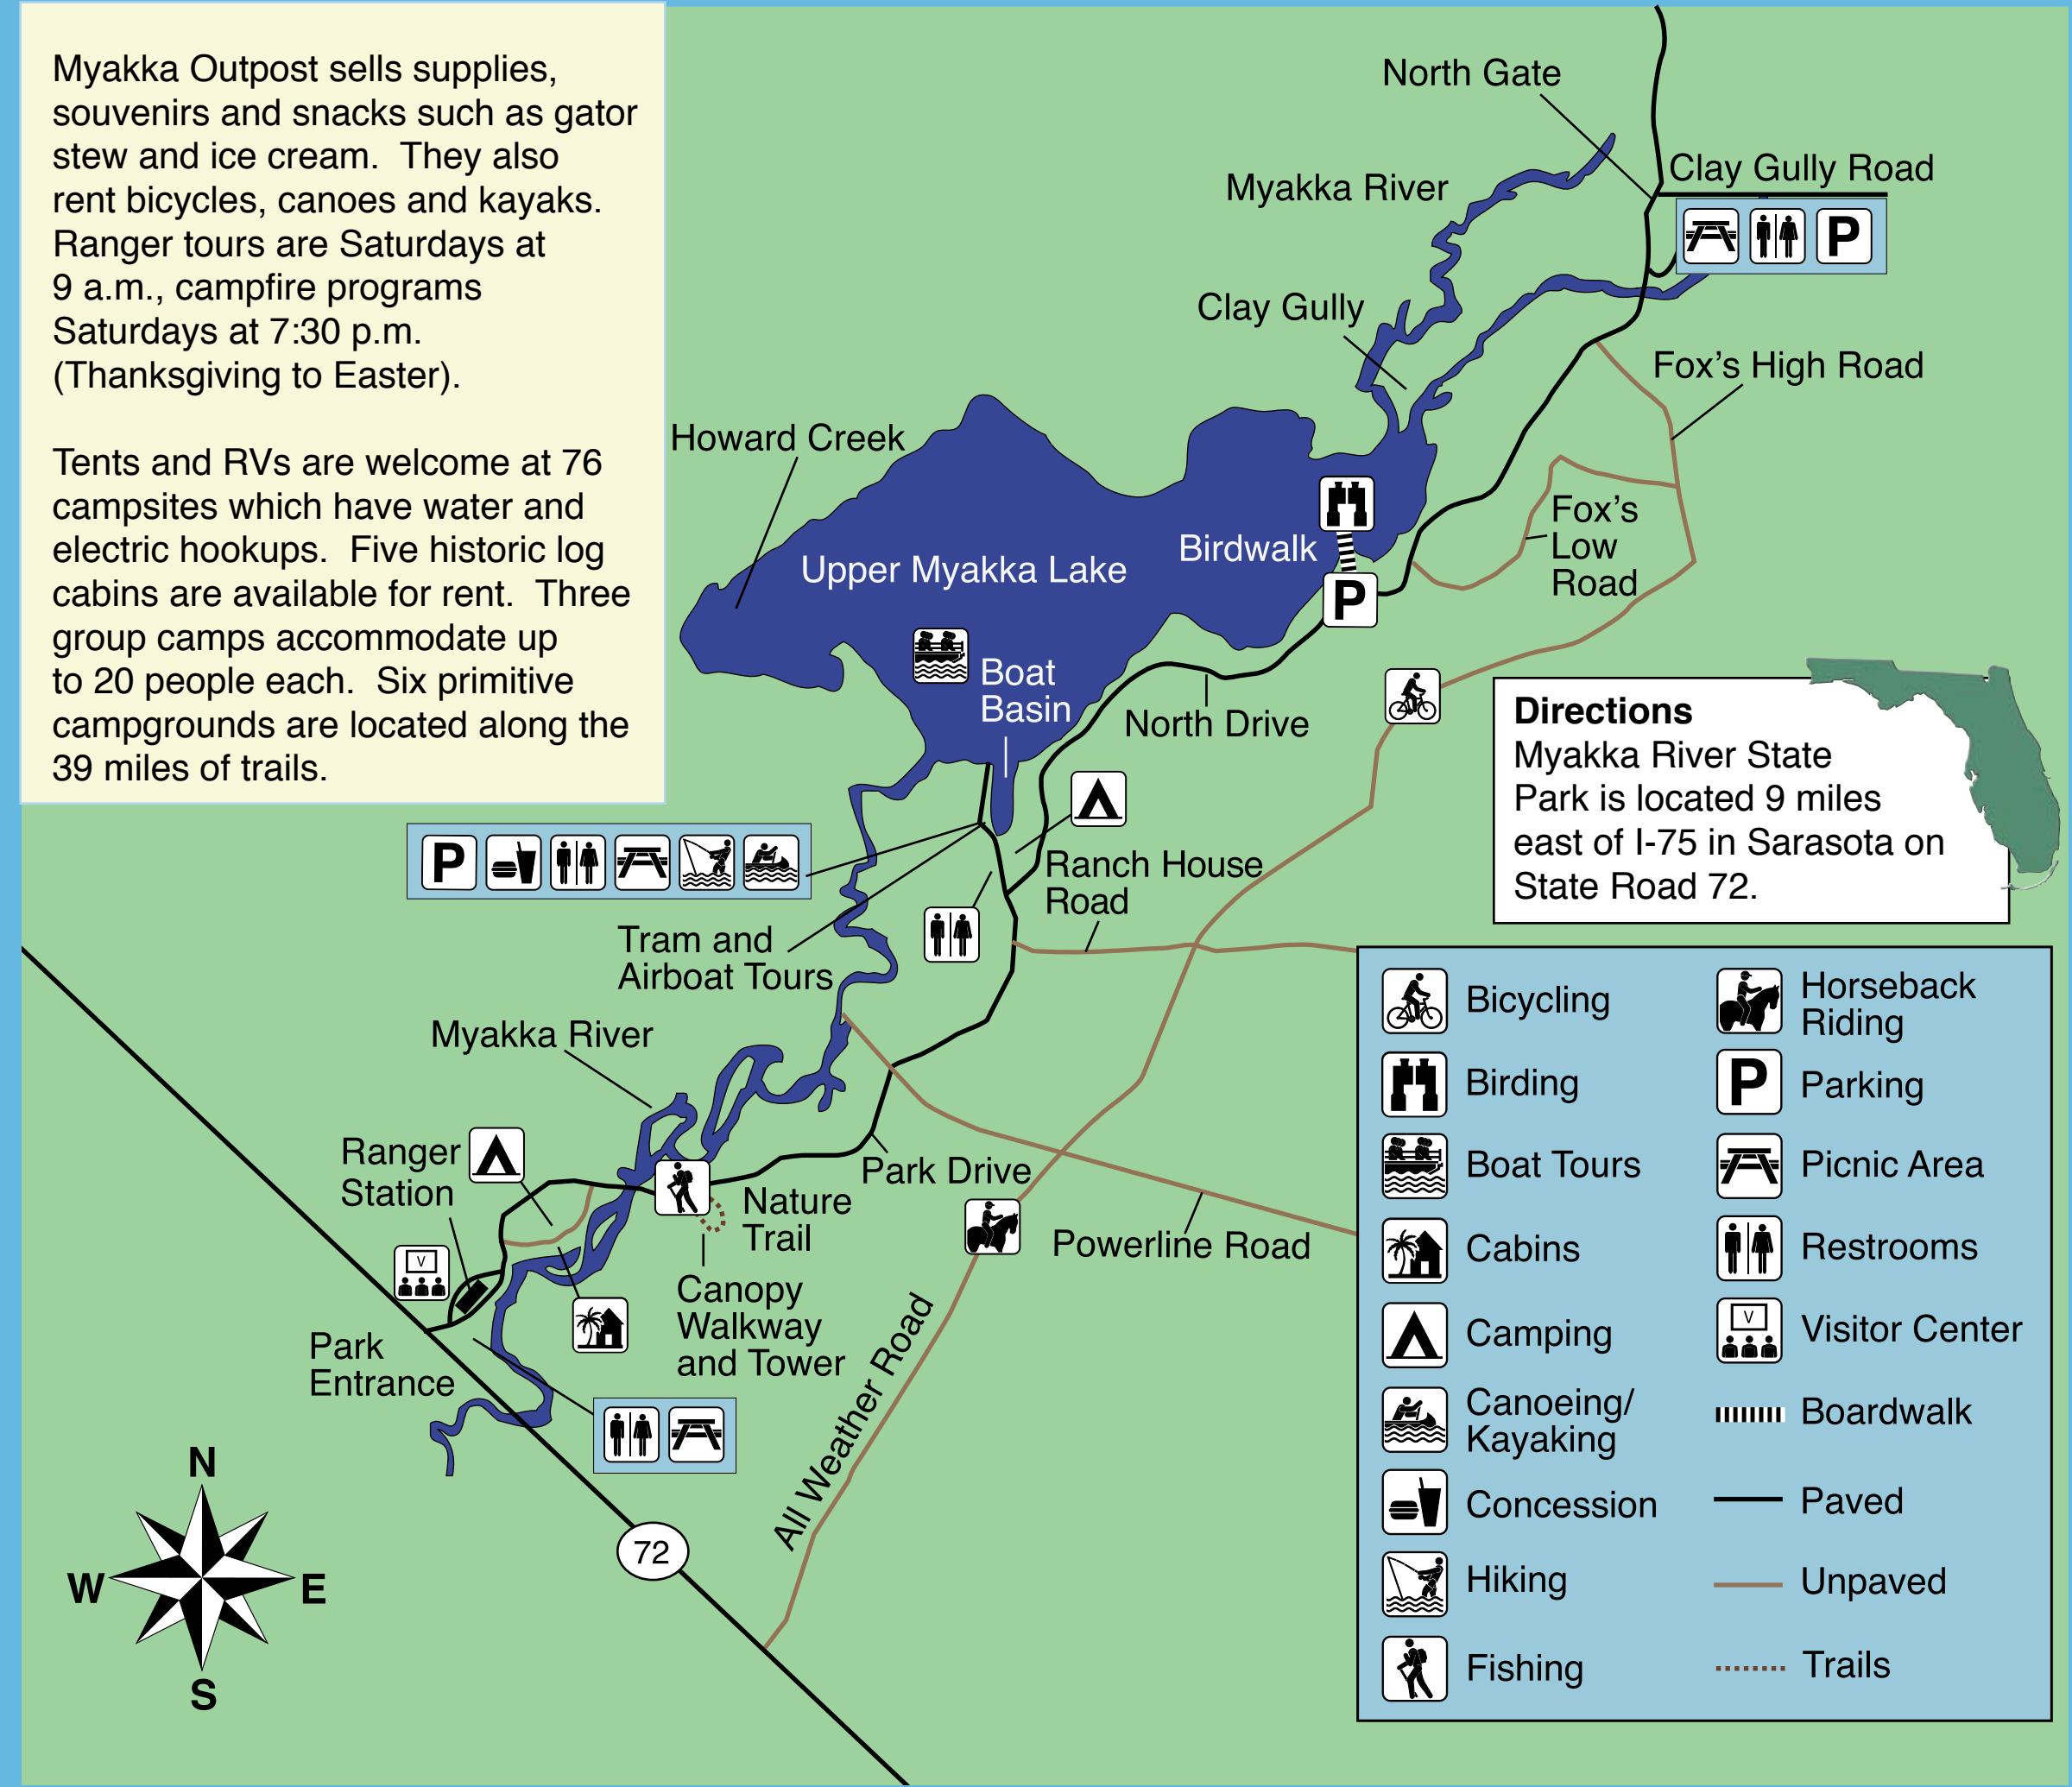 Myakka Outpost sells supplies,
souvenirs and snacks such as gator
stew and ice cream.  They also
rent bicycles, canoes and kayaks.
Ranger tours are Saturdays at
9 a.m., campfire programs
Saturdays at 7:30 p.m.
(Thanksgiving to Easter).
Tents and RVs are welcome at 76
campsites which have water and
electric hookups.  Five historic log
cabins are available for rent.  Three
group camps accommodate up
to 20 people each.  Six primitive
campgrounds are located along the
39 miles of trails.
North Gate
Clay Gully Road
P
Myakka River
Clay Gully
Fox's High Road
Howard Creek
Fox's
Low
Road
Birdwalk
Upper Myakka Lake
P
Boat
Basin
North Drive
Directions
Myakka River State
Park is located 9 miles
east of I-75 in Sarasota on
State Road 72.
P
Ranch House
Road
Tram and
Airboat Tours
Myakka River
Ranger
Station
Park Drive
Nature
Trail
Powerline Road
V
Canopy
Walkway
and Tower
Park
Entrance
All Weather Road
72
N
W
E
S
Bicycling
Birding
Boat Tours
Cabins
Camping
Canoeing/
Kayaking
Concession
Hiking
Fishing
Horseback
Riding
P
Parking
Picnic Area
Restrooms
V
Visitor Center
Boardwalk
Paved
Unpaved
Trails